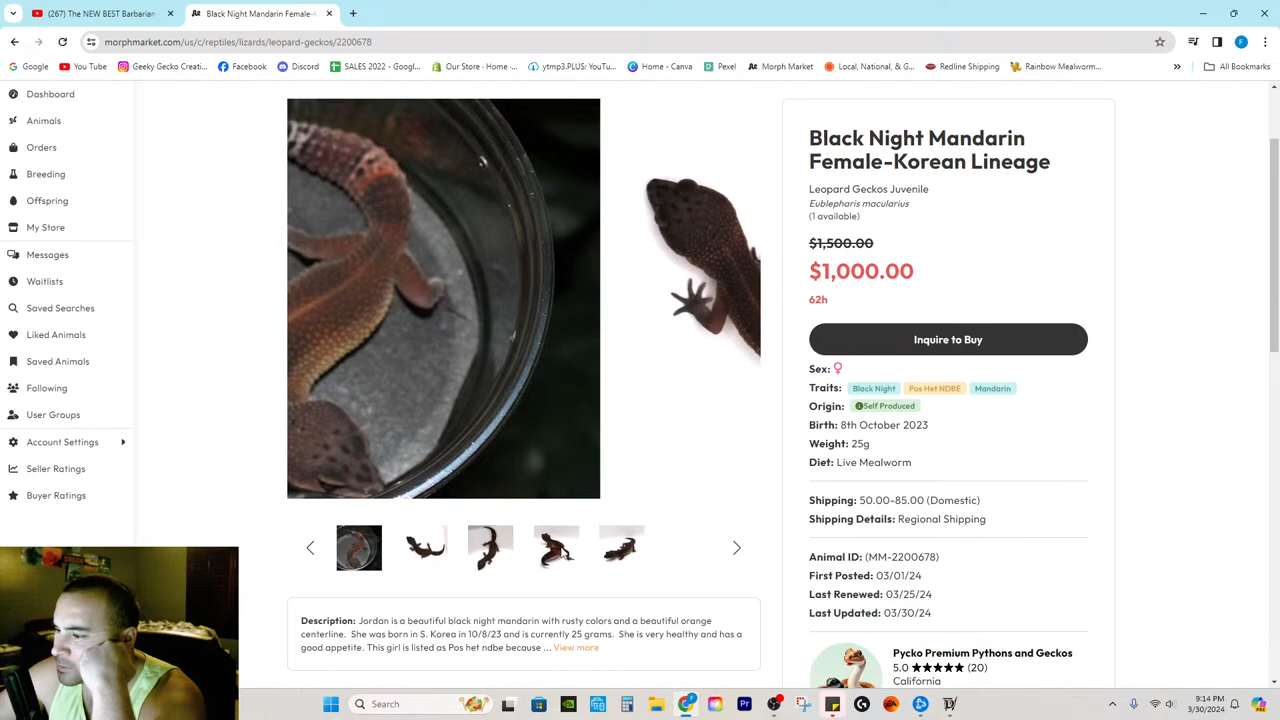 (267) The NEW BEST Barbarian
Black Night Mandarin Female-K
morphmarket.com/us/c/reptiles/lizards/leopard-geckos/2200678
Google
You Tube
Geeky Gecko Creati...
Facebook
Discord
SALES 2022 - Googl...
Our Store · Home ·...
ytmp3.PLUS: YouT...
Home - Canva
Pexel
Morph Market
Local, National, & G...
Redline Shipping
Rainbow Mealworm...
All Bookmarks
Dashboard
Animals
Orders
Breeding
Offspring
My Store
Messages
Waitlists
Saved Searches
Liked Animals
Saved Animals
Following
User Groups
Account Settings
Seller Ratings
Buyer Ratings
Description: Jordan is a beautiful black night mandarin with rusty colors and a beautiful orange
centerline. She was born in S. Korea in 10/8/23 and is currently 25 grams. She is very healthy and has a
good appetite. This girl is listed as Pos het ndbe because ... View more
Black Night Mandarin
Female-Korean Lineage
Leopard Geckos Juvenile
Eublepharis macularius
(1 available)
$1,500.00
$1,000.00
62h
Inquire to Buy
Sex:
Traits: Black Night Pos Het NDBE Mandarin
Origin: Self Produced
Birth: 8th October 2023
Weight: 25g
Diet: Live Mealworm
Shipping: 50.00-85.00 (Domestic)
Shipping Details: Regional Shipping
Animal ID: (MM-2200678)
First Posted: 03/01/24
Last Renewed: 03/25/24
Last Updated: 03/30/24
Pycko Premium Pythons and Geckos
5.0 ★★★★★ (20)
California
Search
9:14 PM
3/30/2024